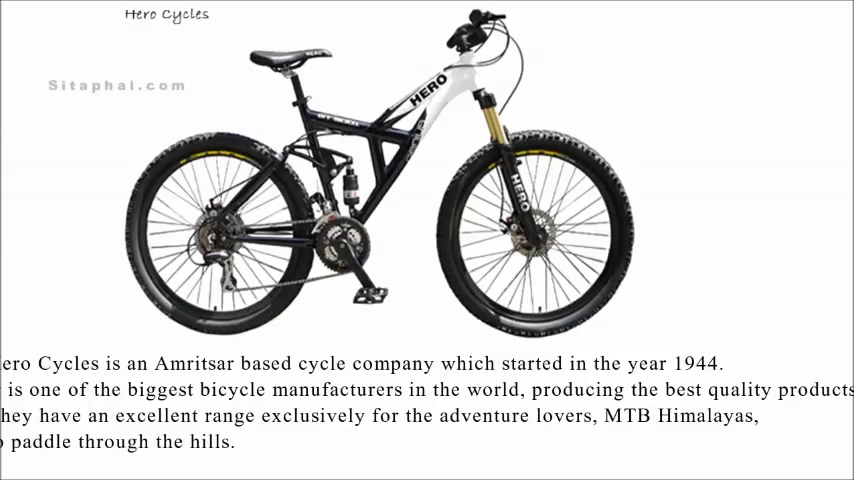 Hero Cycles
Sitaphal.com
HERO
HERO
HERO
ero Cycles is an Amritsar based cycle company which started in the year 1944.
is one of the biggest bicycle manufacturers in the world, producing the best quality products
hey have an excellent range exclusively for the adventure lovers, MTB Himalayas,
o paddle through the hills.